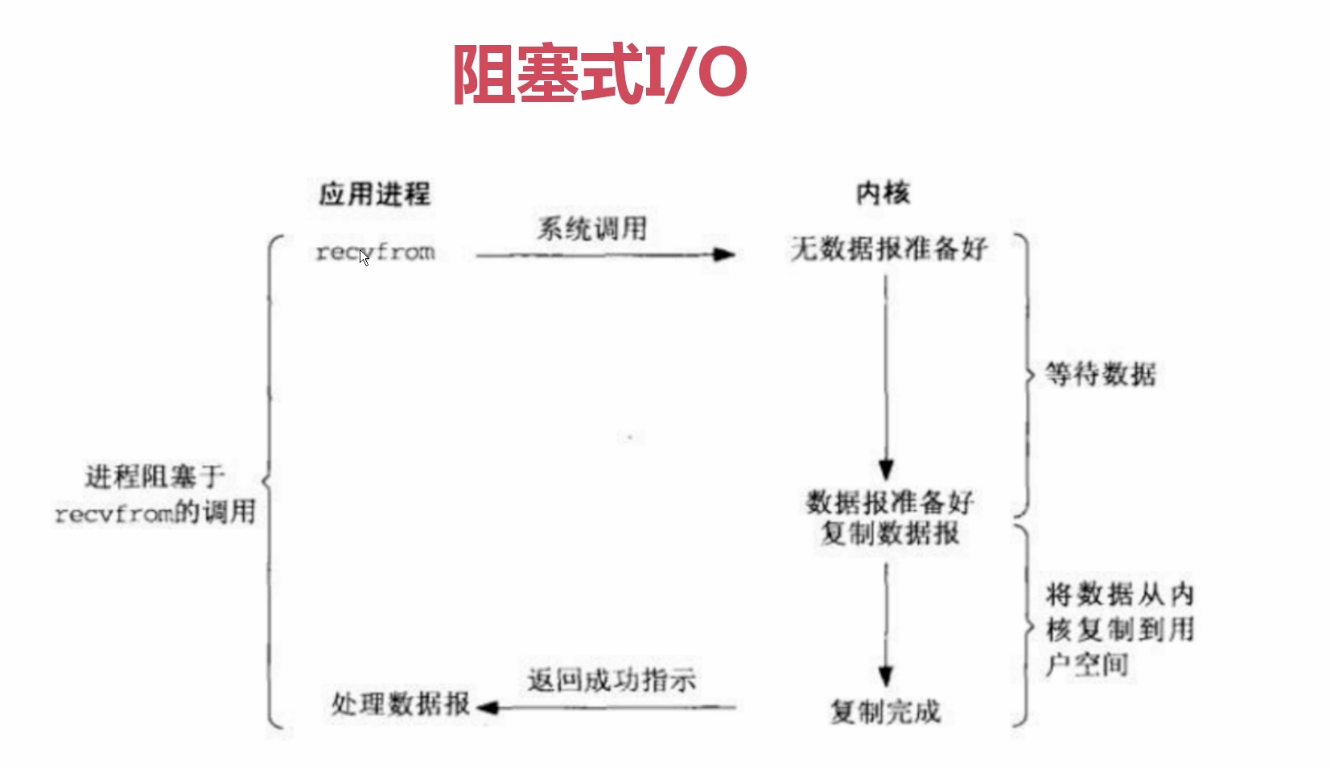 阻塞式I/O
应用进程
内核
系统调用
recvfrom
无数据报准备好
等待数据
进程阻塞于
recvfrom的调用
数据报准备好
复制数据报
将数据从内
核复制到用
户空间
返回成功指示
处理数据报
复制完成